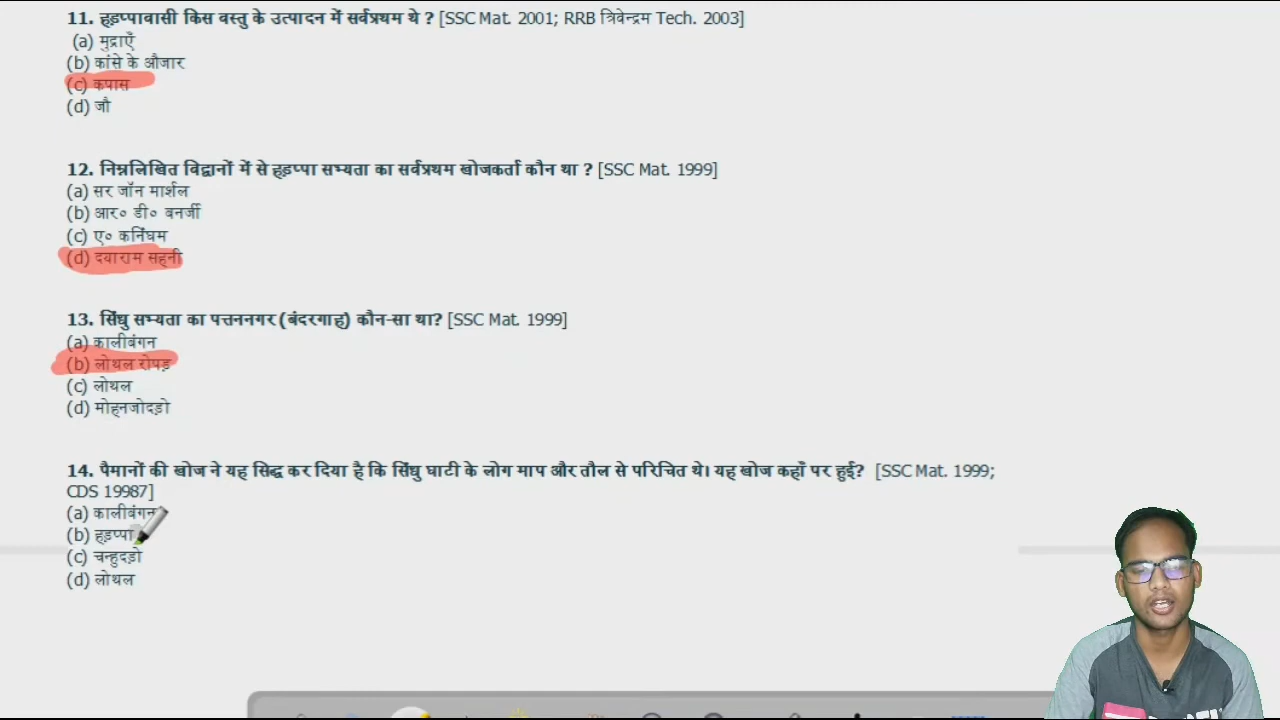 11. हड़प्पावासी किस वस्तु के उत्पादन में सर्वप्रथम थे ? [SSC Mat. 2001; RRB त्रिवेन्द्रम Tech. 2003]
(a) मुद्राएँ
(b) कांसे के औजार
(c) कपास
(d) जौ
12. निम्नलिखित विद्वानों में से हड़प्पा सभ्यता का सर्वप्रथम खोजकर्ता कौन था ? [SSC Mat. 1999]
(a) सर जॉन मार्शल
(b) आर० डी० बनर्जी
(c) ए० कनिंघम
(d) दयाराम सहनी
13. सिंधु सभ्यता का पत्तननगर (बंदरगाह) कौन-सा था? [SSC Mat. 1999]
(a) कालीबंगन
(b) लोथल रोपड़
(c) लोथल
(d) मोहनजोदड़ो
14. पैमानों की खोज ने यह सिद्ध कर दिया है कि सिंधु घाटी के लोग माप और तौल से परिचित थे। यह खोज कहाँ पर हुई? [SSC Mat. 1999;
CDS 19987]
(a) कालीबंगन
(b) हड़प्पा
(c) चन्हुदड़ो
(d) लोथल